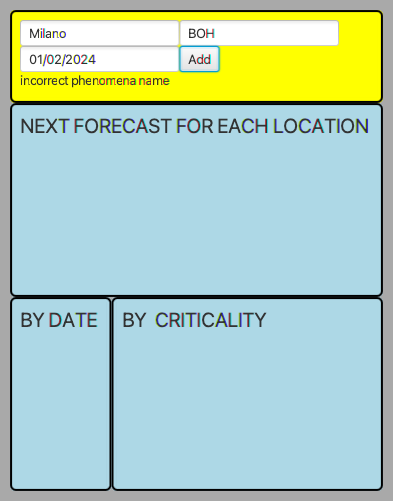 Milano BOH
01/02/2024 Add
incorrect phenomena name
NEXT FORECAST FOR EACH LOCATION
BY DATE BY CRITICALITY